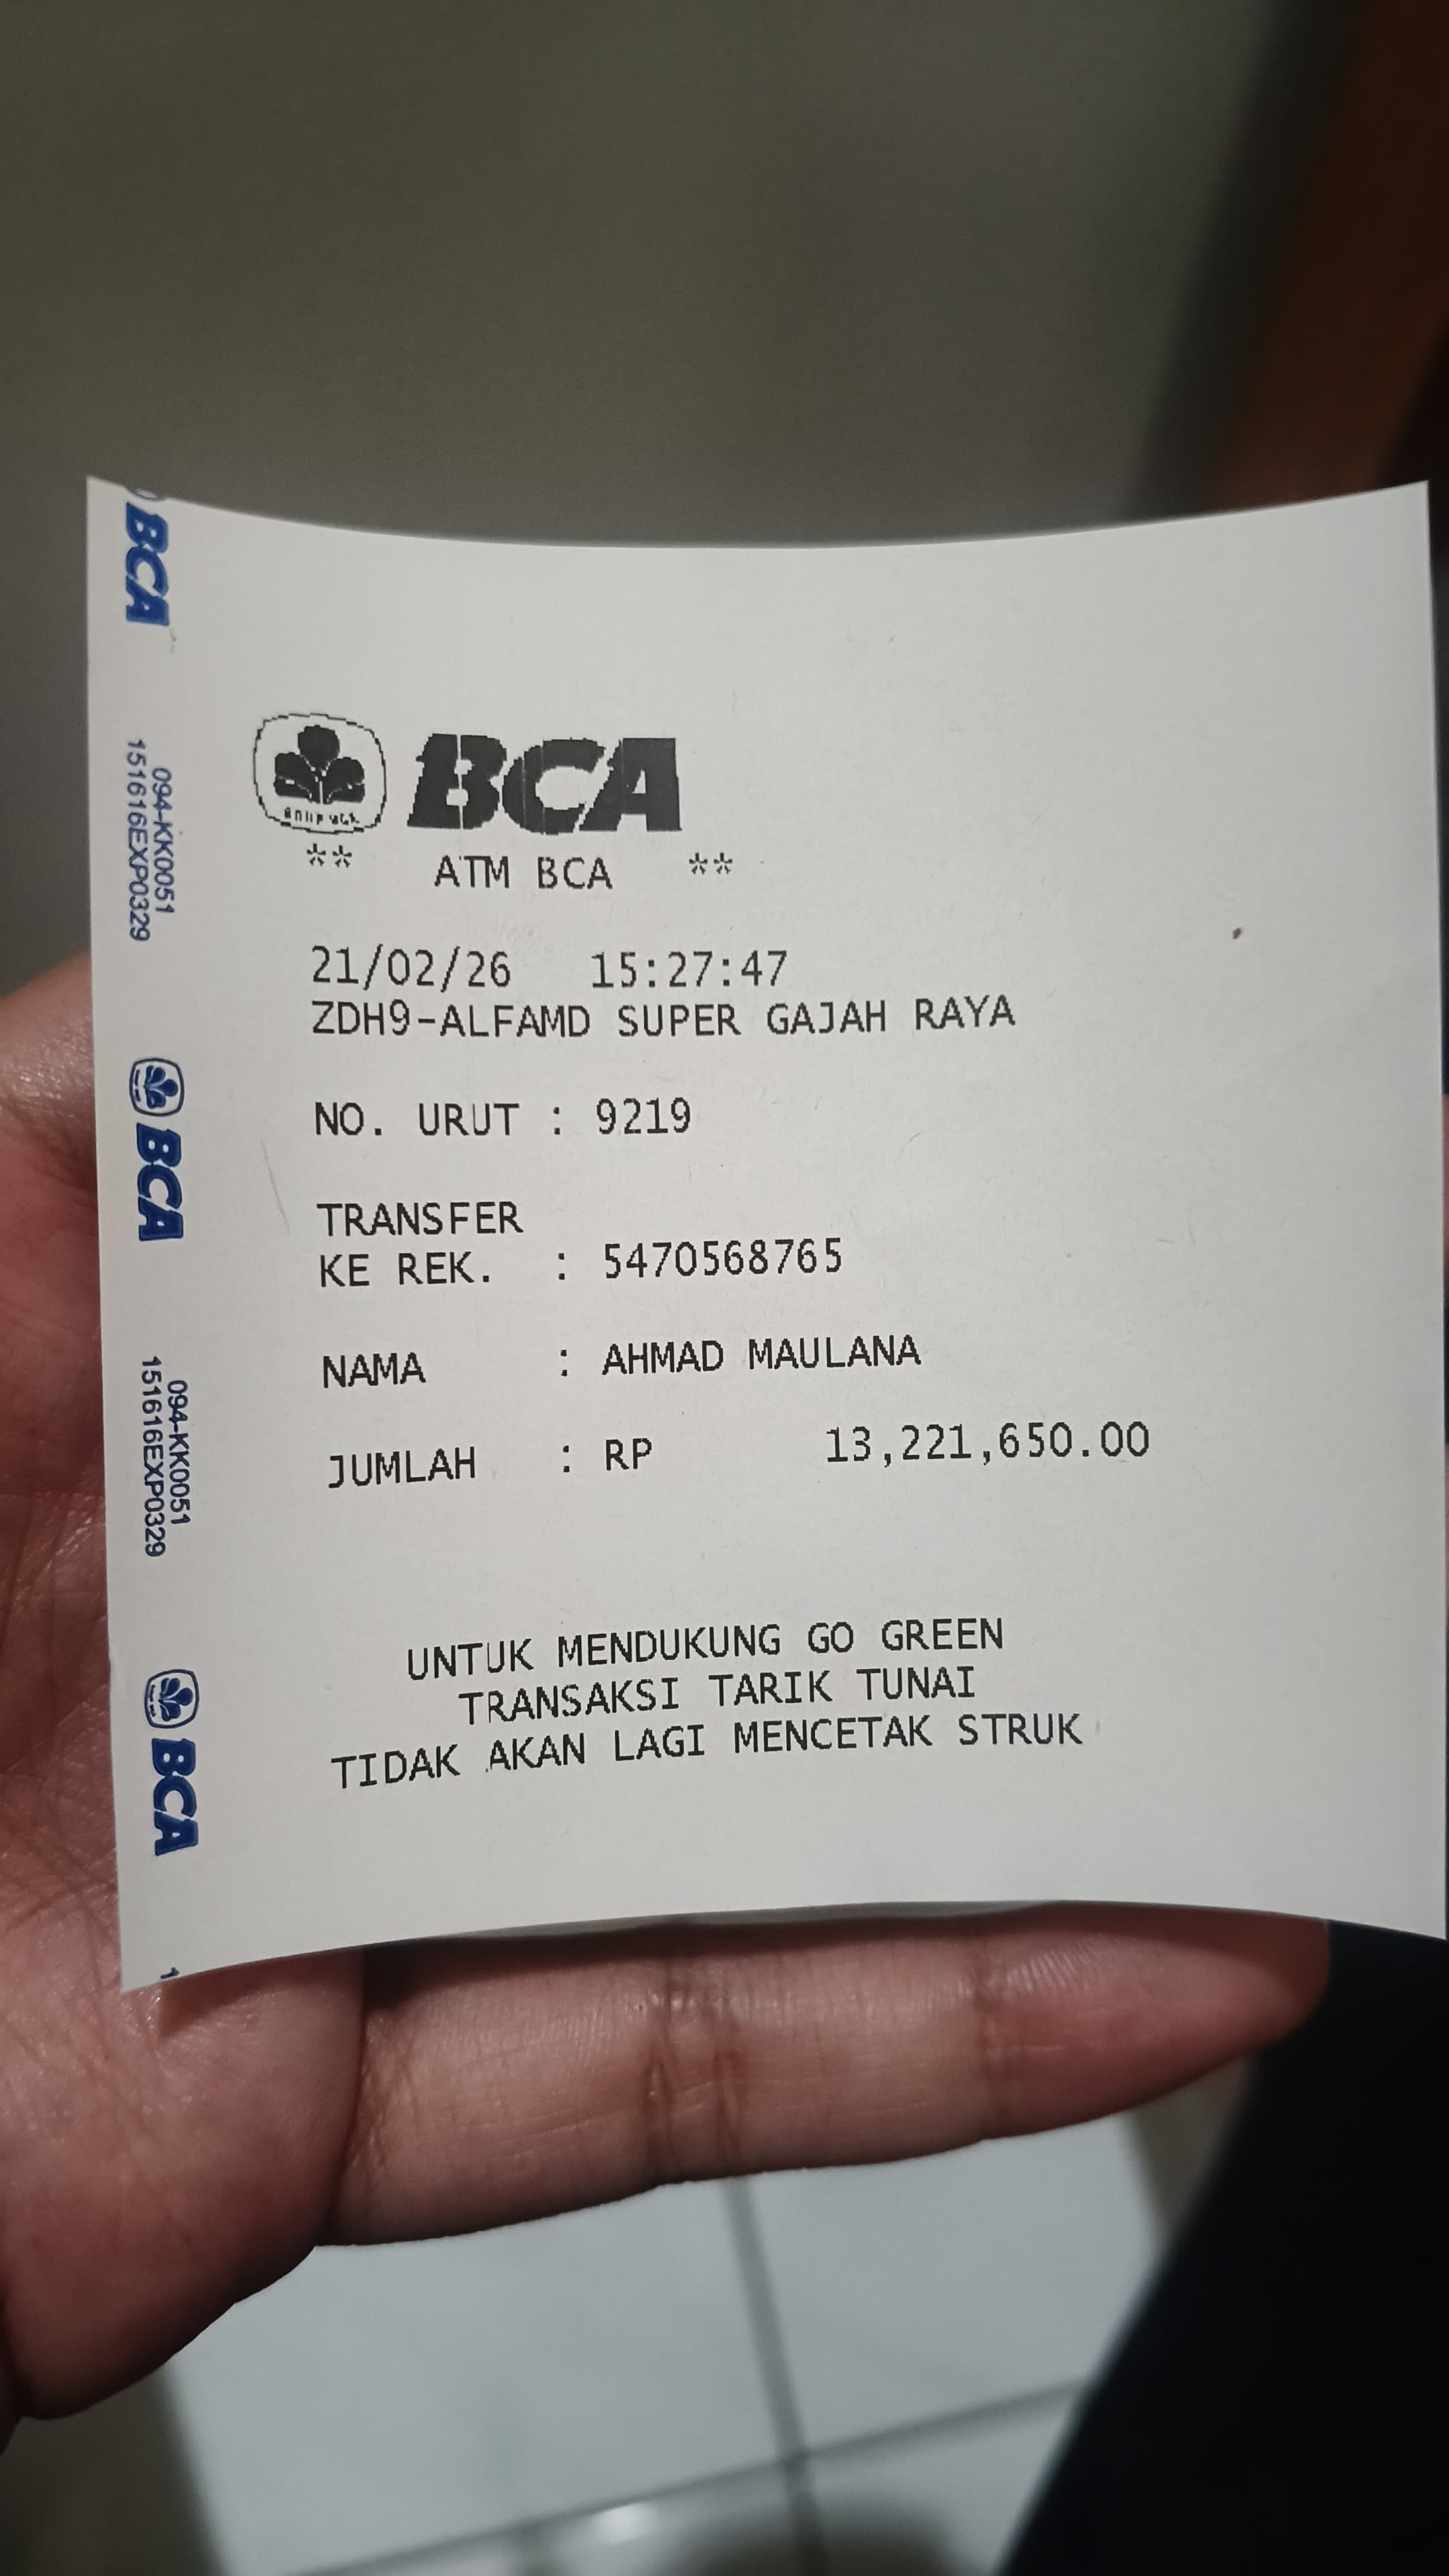 BCA
** ATM BCA **
21/02/26 15:27:47
ZDH9-ALFAMD SUPER GAJAH RAYA
NO. URUT : 9219
TRANSFER
KE REK. : 5470568765
NAMA : AHMAD MAULANA
JUMLAH : RP 13,221,650.00
UNTUK MENDUKUNG GO GREEN
TRANSAKSI TARIK TUNAI
TIDAK AKAN LAGI MENCETAK STRUK
BCA
094-KK0051
151616EXP0329
BCA
094-KK0051
151616EXP0329
BCA
1